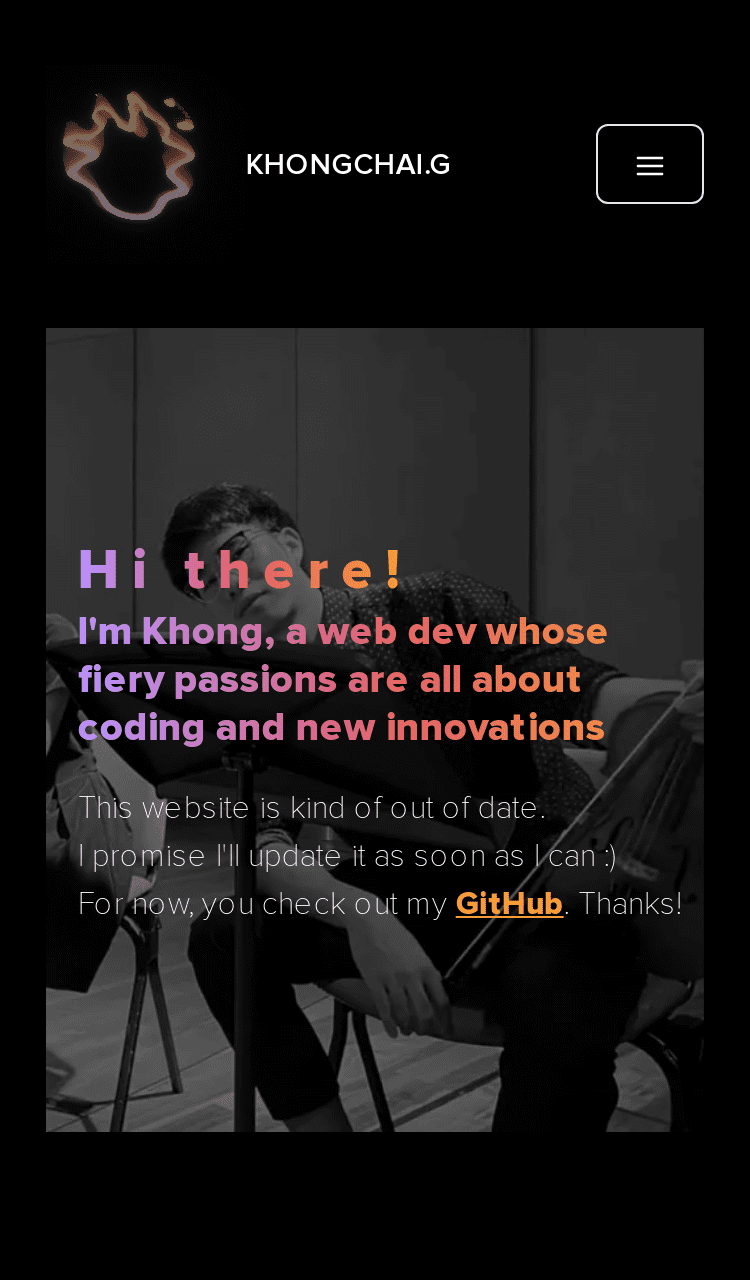 KHONGCHAI.G
Hi there!
I'm Khong, a web dev whose
fiery passions are all about
coding and new innovations
This website is kind of out of date.
I promise I'll update it as soon as I can :)
For now, you check out my GitHub. Thanks!